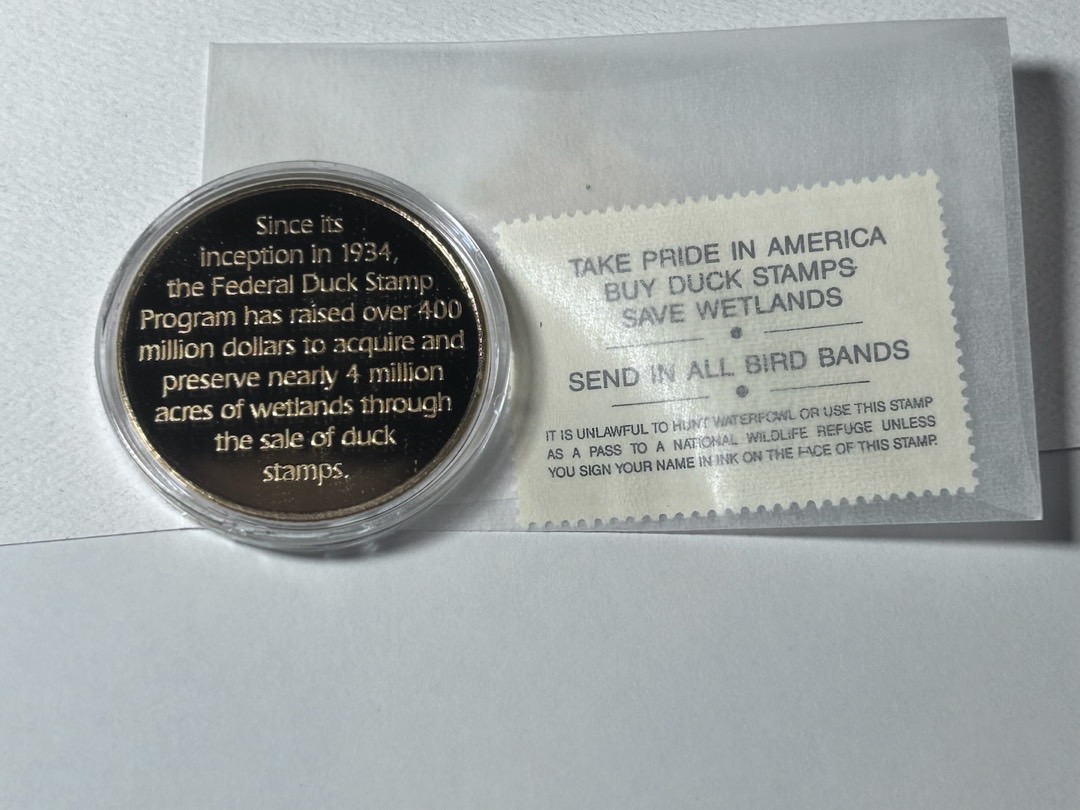 Since its
inception in 1934,
the Federal Duck Stamp
Program has raised over 400
million dollars to acquire and
preserve nearly 4 million
acres of wetlands through
the sale of duck
stamps.
TAKE PRIDE IN AMERICA
BUY DUCK STAMPS
SAVE WETLANDS
SEND IN ALL BIRD BANDS
IT IS UNLAWFUL TO HUNT WATERFOWL OR USE THIS STAMP
AS A PASS TO A NATIONAL WILDLIFE REFUGE UNLESS
YOU SIGN YOUR NAME IN INK ON THE FACE OF THIS STAMP.